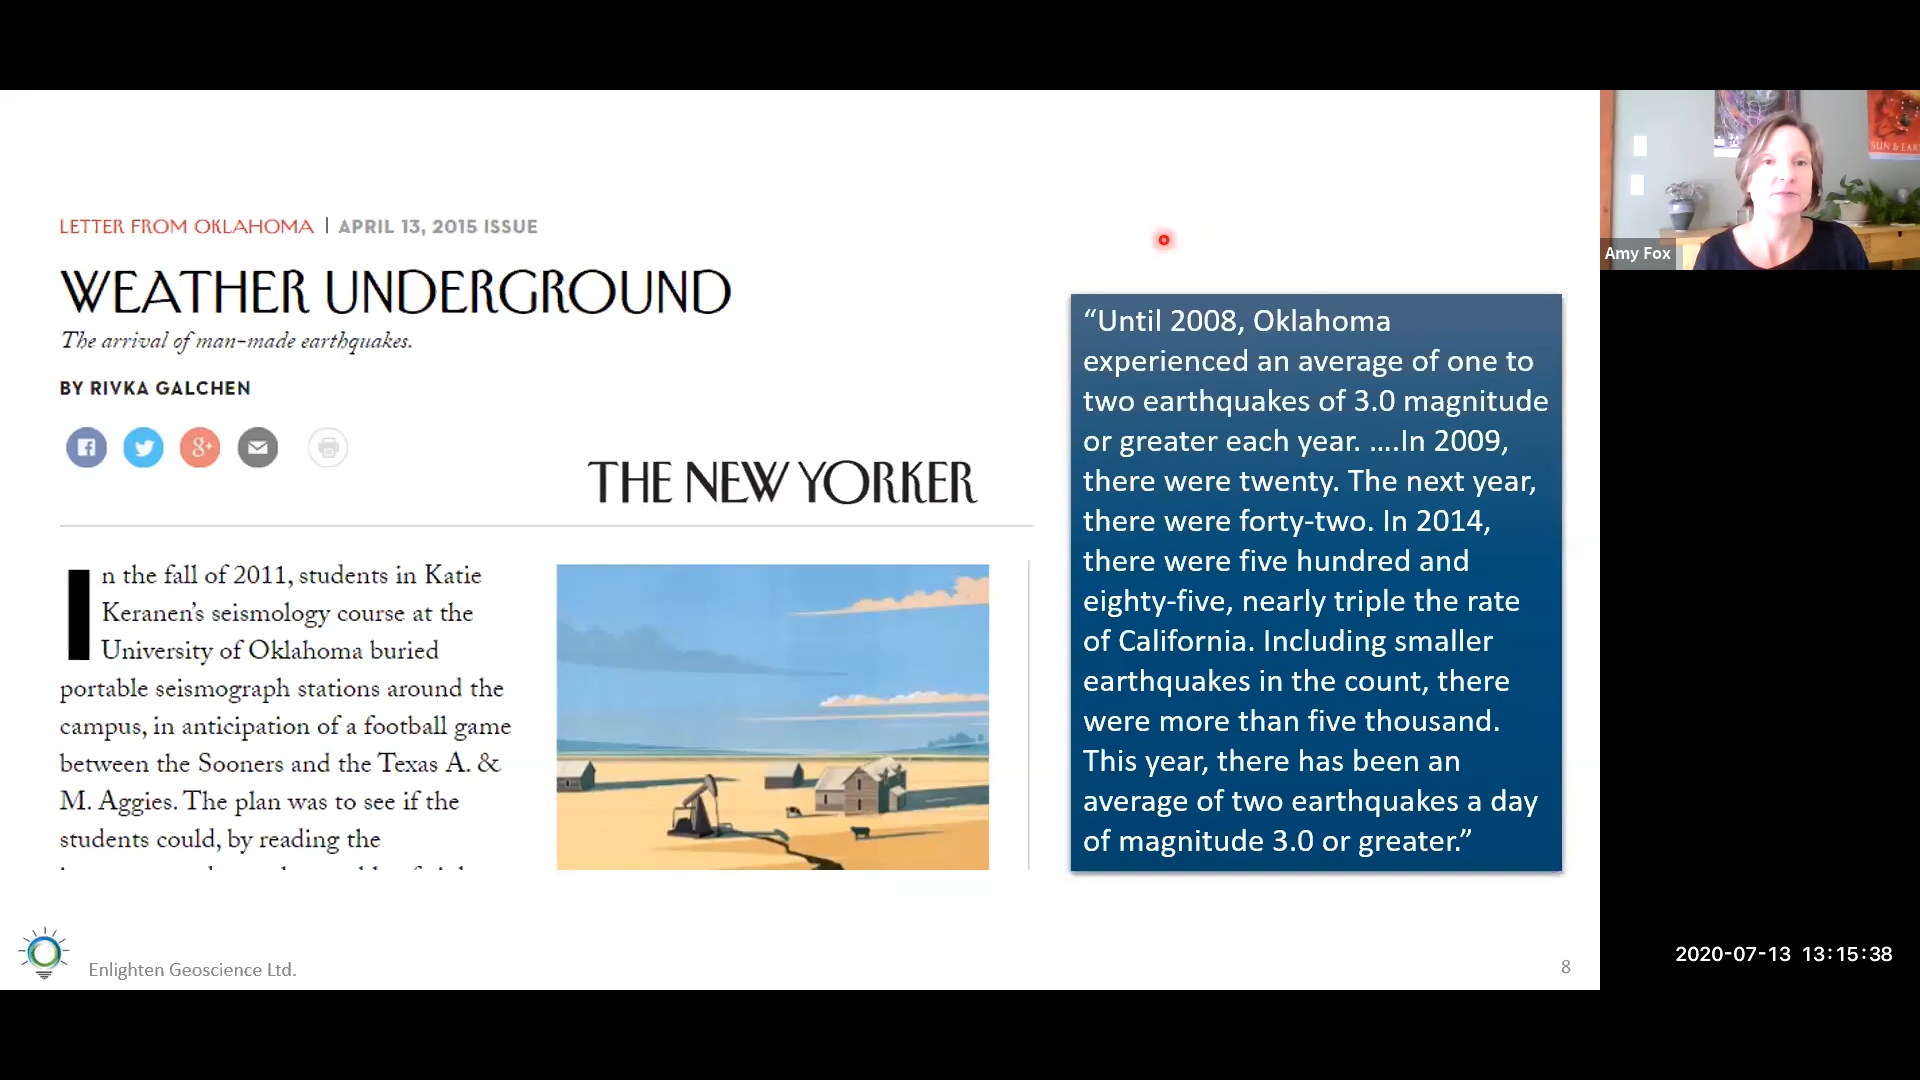 LETTER FROM OKLAHOMA | APRIL 13, 2015 ISSUE
WEATHER UNDERGROUND
The arrival of man-made earthquakes.
BY RIVKA GALCHEN
THE NEW YORKER
In the fall of 2011, students in Katie
Keranen's seismology course at the
University of Oklahoma buried
portable seismograph stations around the
campus, in anticipation of a football game
between the Sooners and the Texas A. &
M. Aggies. The plan was to see if the
students could, by reading the
“Until 2008, Oklahoma
experienced an average of one to
two earthquakes of 3.0 magnitude
or greater each year. ....In 2009,
there were twenty. The next year,
there were forty-two. In 2014,
there were five hundred and
eighty-five, nearly triple the rate
of California. Including smaller
earthquakes in the count, there
were more than five thousand.
This year, there has been an
average of two earthquakes a day
of magnitude 3.0 or greater.”
Enlighten Geoscience Ltd.
8
SUN & EAR
Amy Fox
2020-07-13 13:15:38